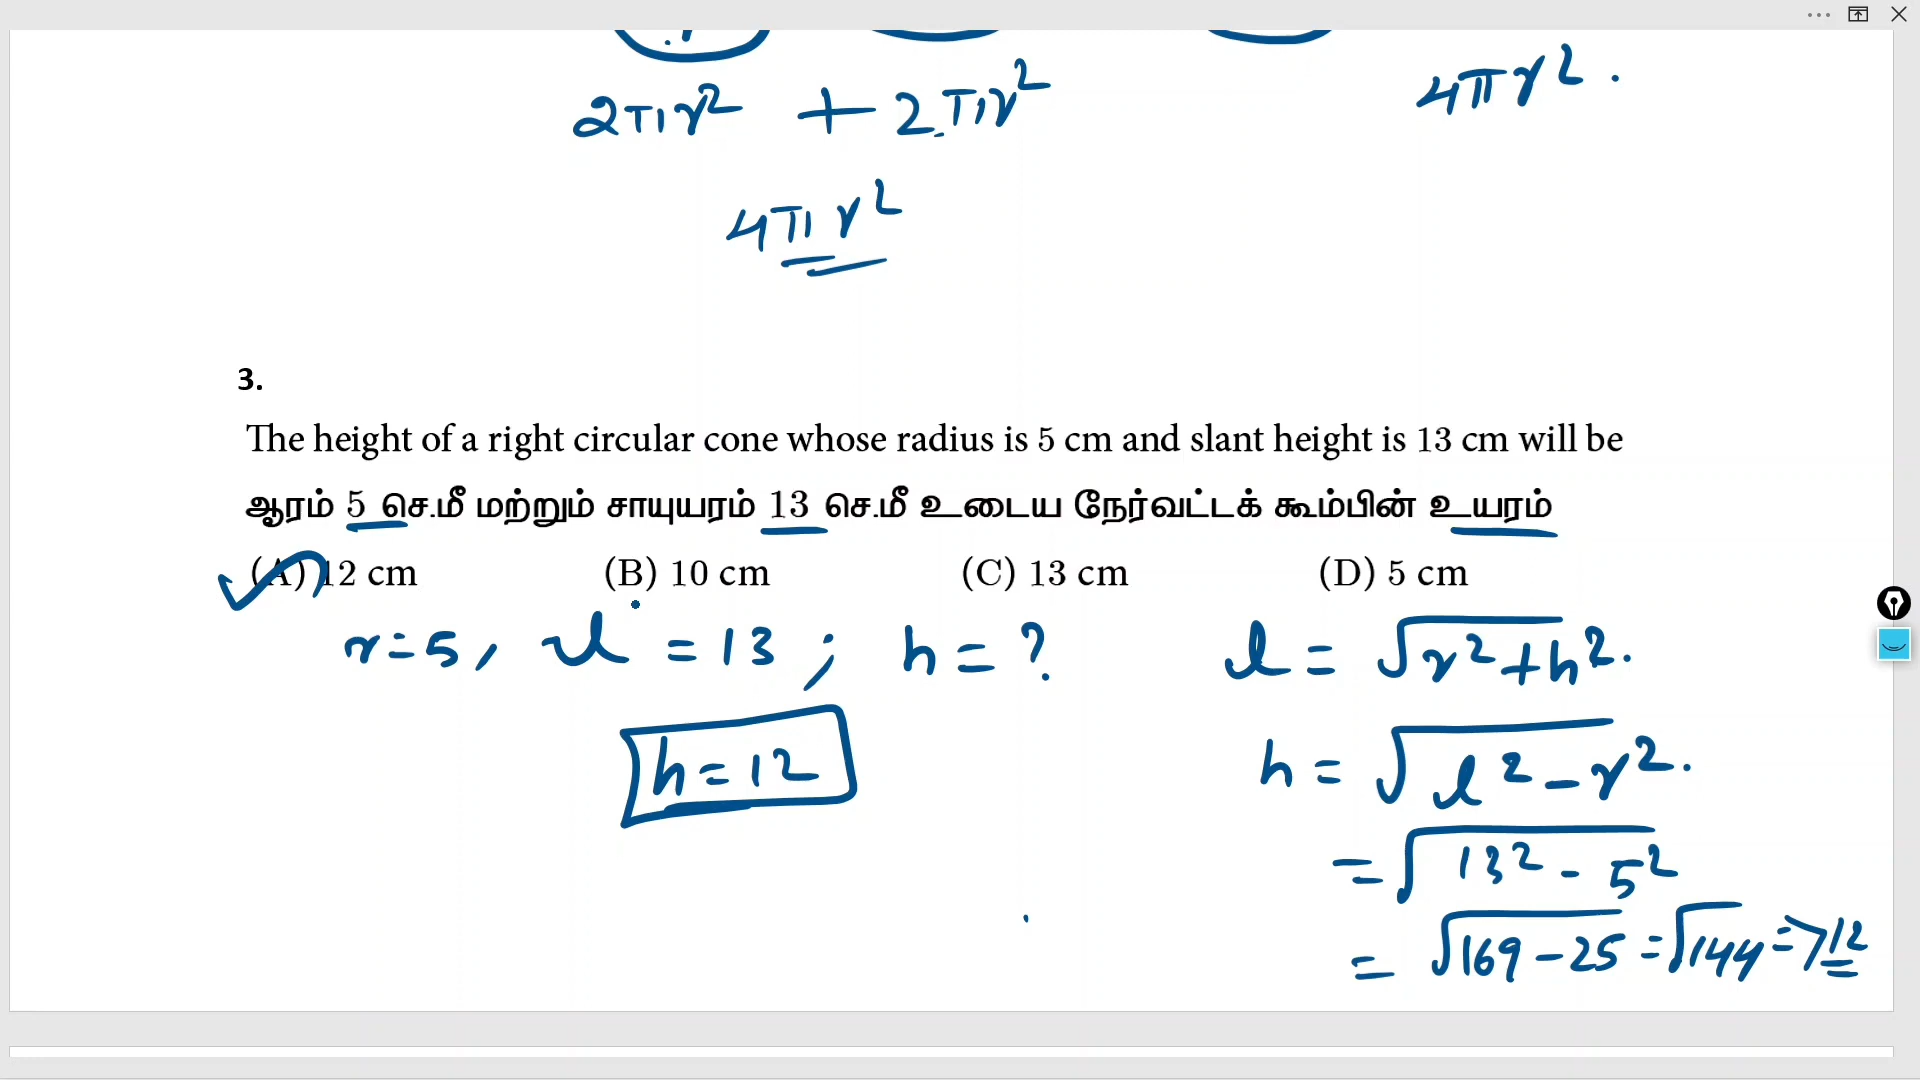 2πr² + 2πr²
4πr².
4πr²
3.
The height of a right circular cone whose radius is 5 cm and slant height is 13 cm will be
ஆரம் 5 செ.மீ மற்றும் சாயுயரம் 13 செ.மீ உடைய நேர்வட்டக் கூம்பின் உயரம்
(A) 12 cm (B) 10 cm (C) 13 cm (D) 5 cm
r=5, l = 13 ; h = ?
l = √r²+h².
h = 12
h = √l²-r².
= √13² - 5²
= √169-25 = √144 => 12